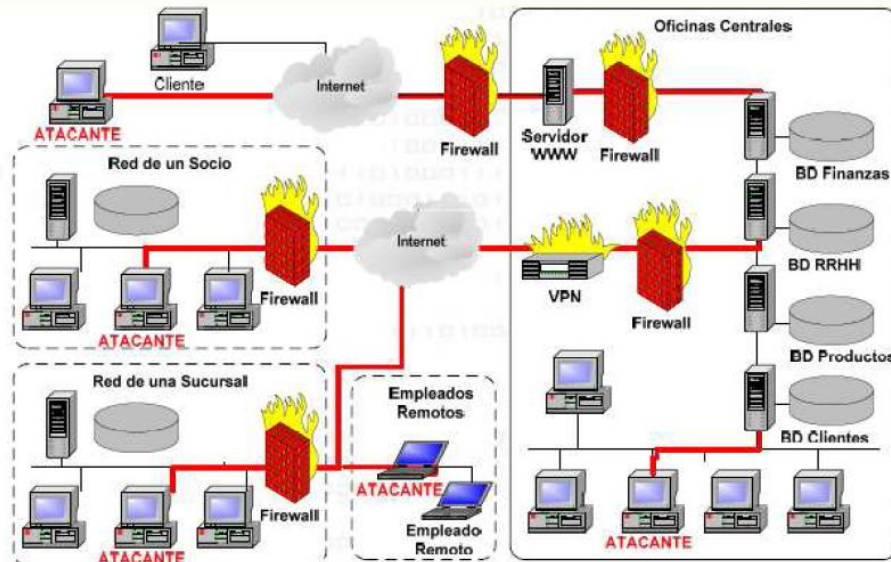 Oficinas Centrales
Cliente
Internet
ATACANTE
Firewall
Servidor
WWW
Firewall
BD Finanzas
Red de un Socio
Internet
Firewall
ATACANTE
VPN
Firewall
BD RRHH
BD Productos
Red de una Sucursal
Firewall
ATACANTE
Empleados
Remotos
ATACANTE
Empleado
Remoto
BD Clientes
ATACANTE